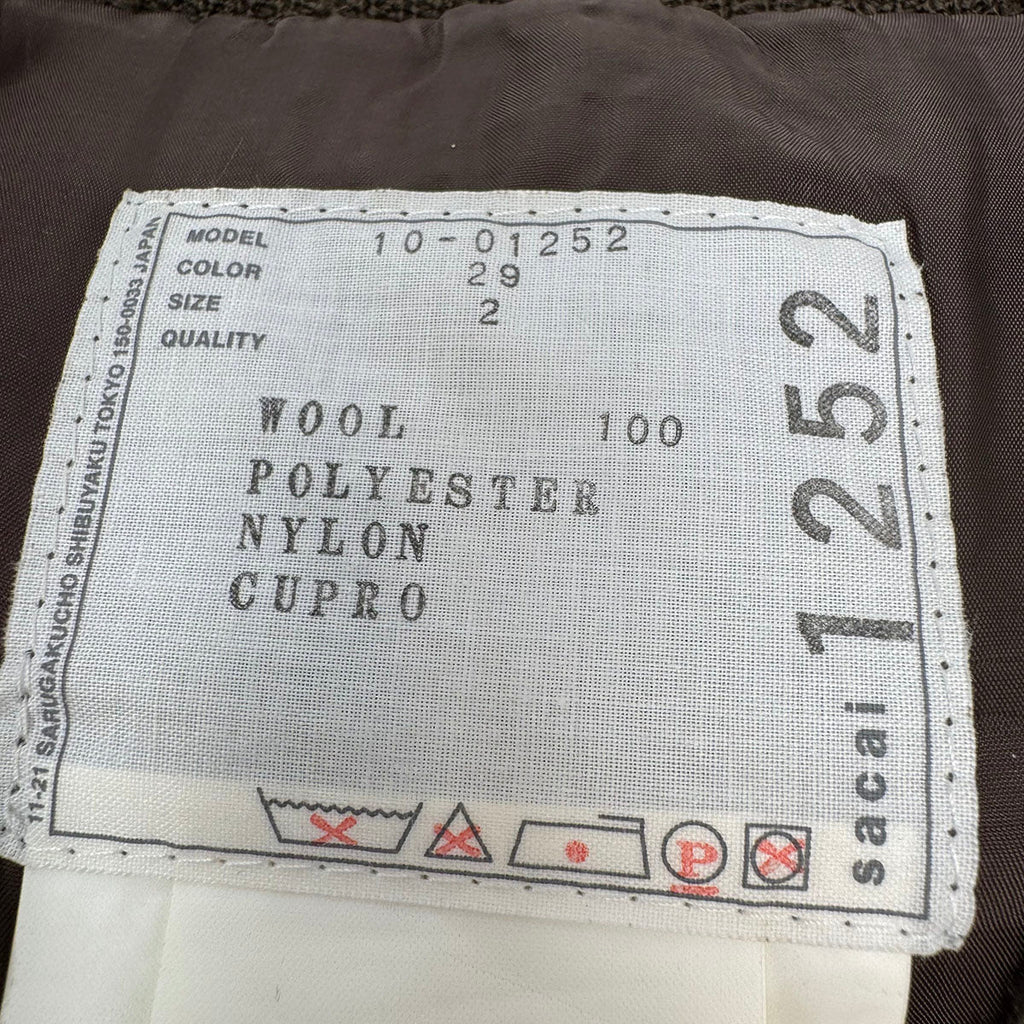 MODEL 10-01252
COLOR 29
SIZE 2
QUALITY
WOOL 100
POLYESTER
NYLON
CUPRO
P
sacai 1252
11-21 SARUGAKUCHO SHIBUYAKU TOKYO 150-0033 JAPAN